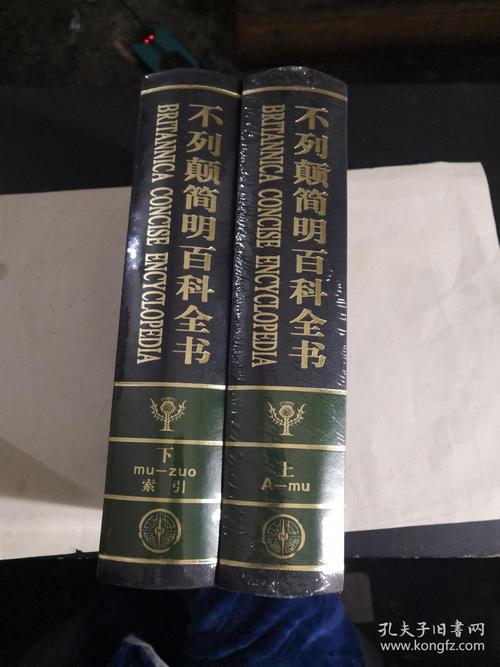 不列颠简明百科全书
BRITANNICA CONCISE ENCYCLOPEDIA
下
mu-zuo
索引
不列颠简明百科全书
BRITANNICA CONCISE ENCYCLOPEDIA
上
A-mu
孔夫子旧书网
www.kongfz.com